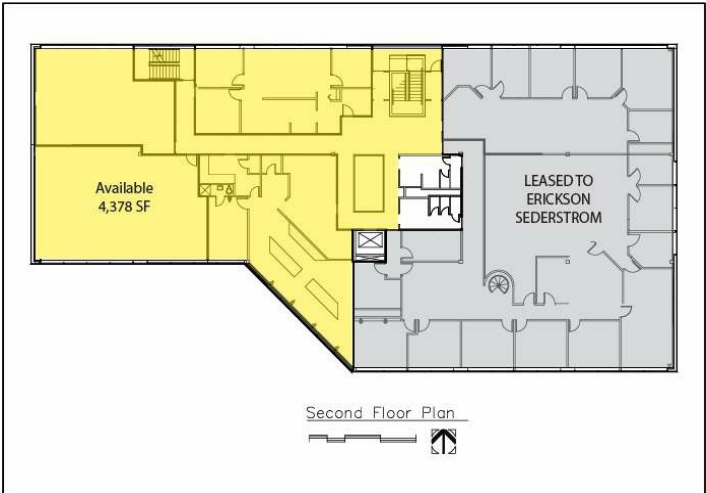 Available
4,378 SF
LEASED TO
ERICKSON
SEDERSTROM
Second Floor Plan